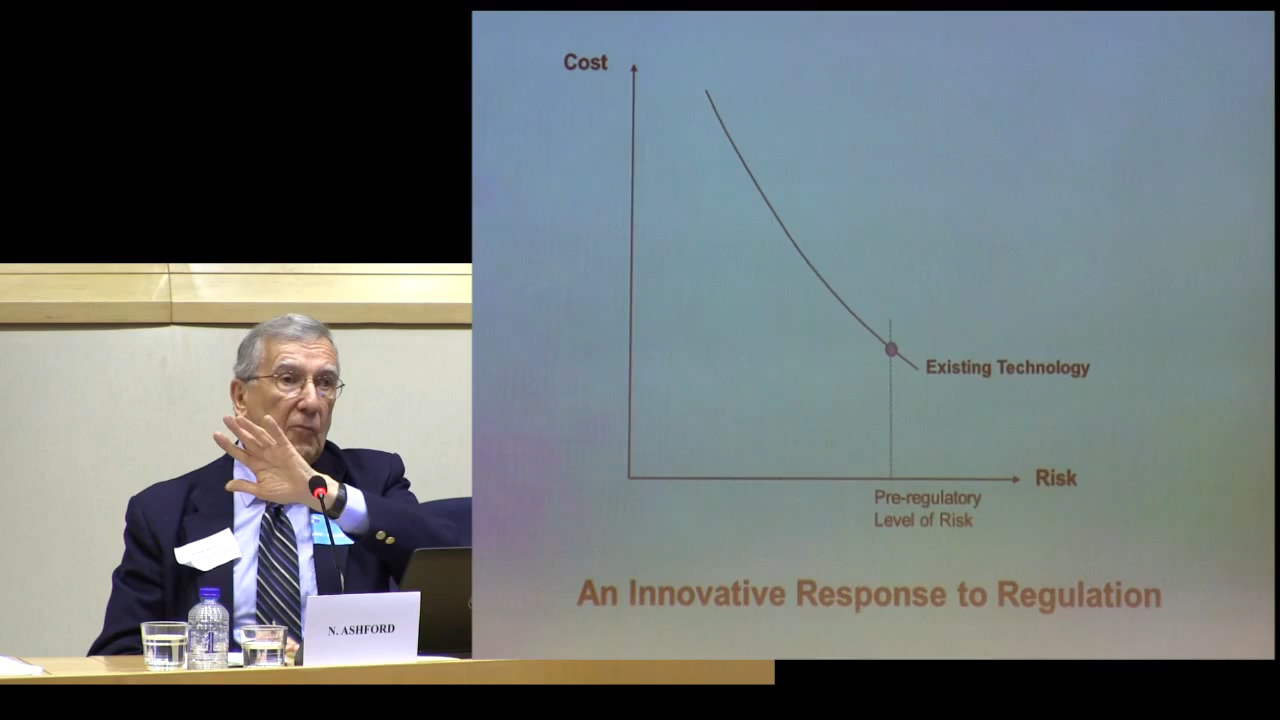 Cost
Existing Technology
Risk
Pre-regulatory
Level of Risk
An Innovative Response to Regulation
N. ASHFORD